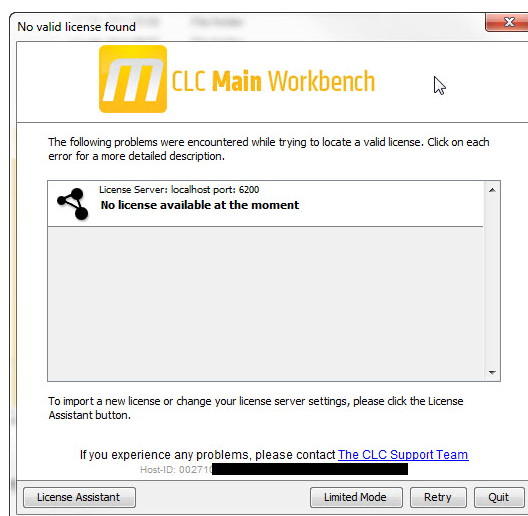 No valid license found
CLC Main Workbench
The following problems were encountered while trying to locate a valid license. Click on each
error for a more detailed description.
License Server: localhost port: 6200
No license available at the moment
To import a new license or change your license server settings, please click the License
Assistant button.
If you experience any problems, please contact The CLC Support Team
Host-ID: 002710
License Assistant
Limited Mode
Retry
Quit